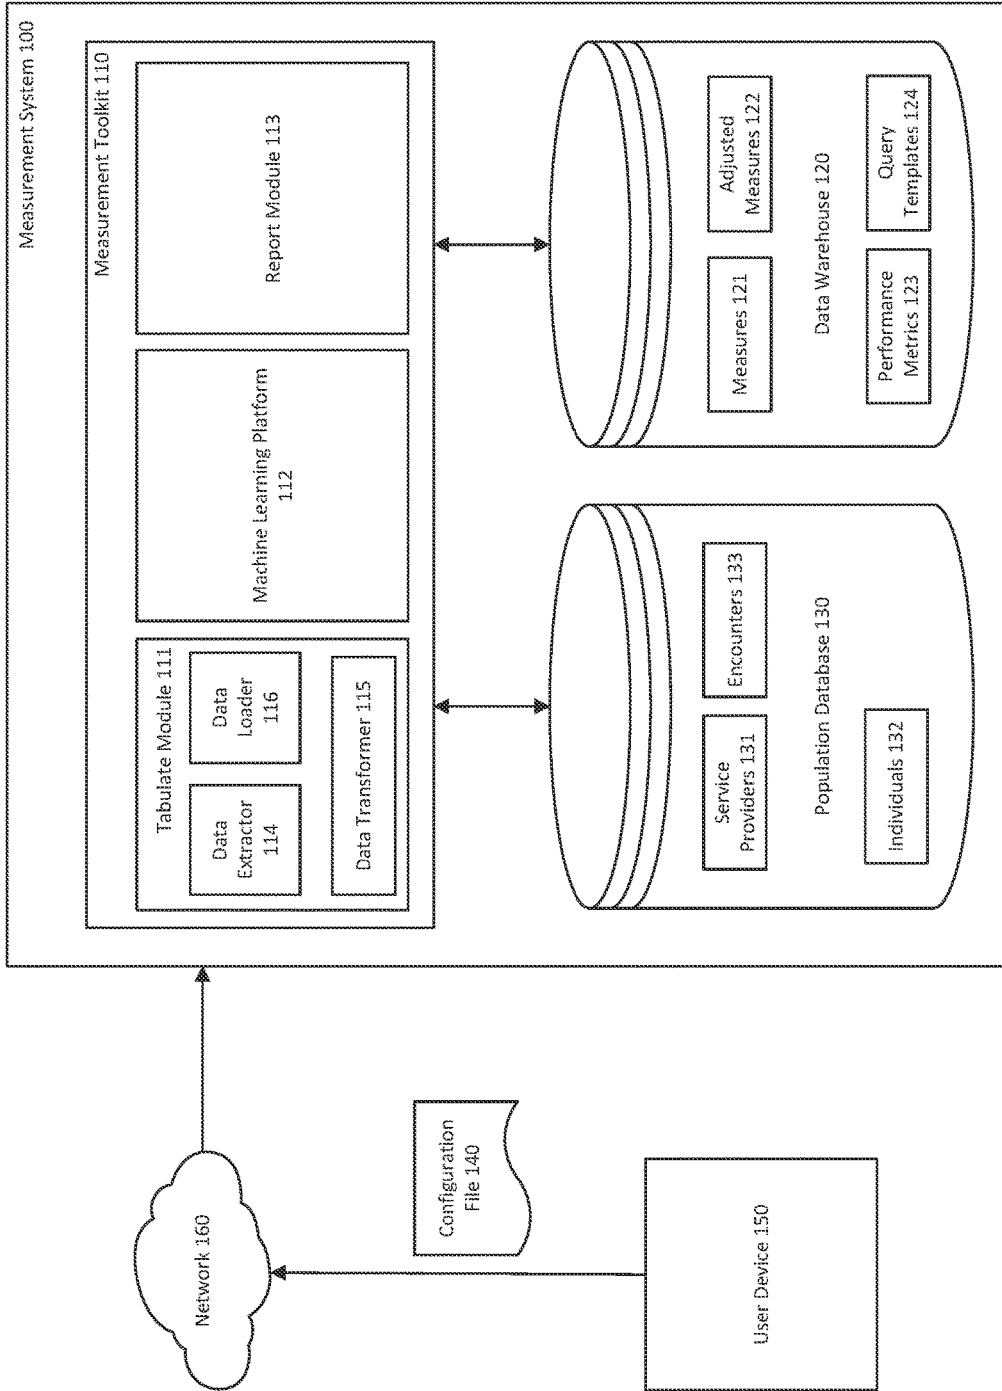 Measurement System 100
Measurement Toolkit 110
Tabulate Module 111
Data
Extractor
114
Data
Loader
116
Data Transformer 115
Machine Learning Platform
112
Report Module 113
Network 160
Configuration
File 140
User Device 150
Service
Providers 131
Encounters 133
Population Database 130
Individuals 132
Measures 121
Adjusted
Measures 122
Data Warehouse 120
Performance
Metrics 123
Query
Templates 124